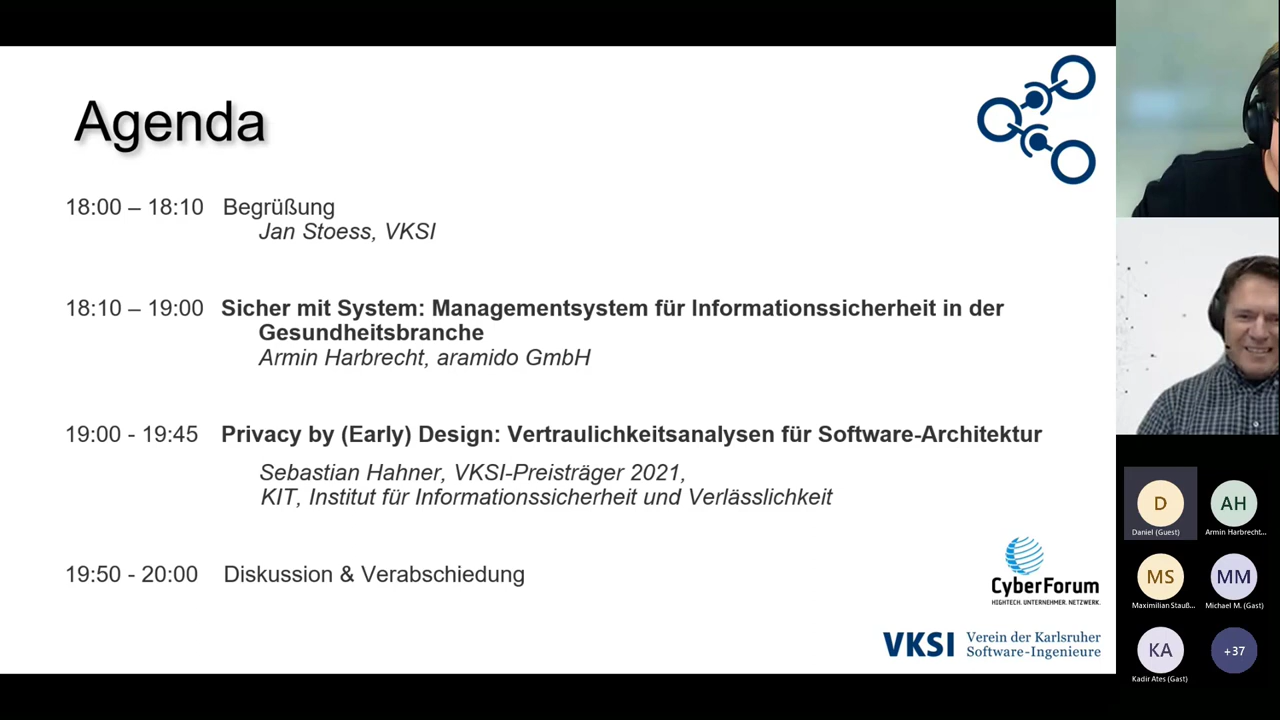 Agenda
18:00 – 18:10 Begrüßung
Jan Stoess, VKSI
18:10 – 19:00 Sicher mit System: Managementsystem für Informationssicherheit in der
Gesundheitsbranche
Armin Harbrecht, aramido GmbH
19:00 - 19:45 Privacy by (Early) Design: Vertraulichkeitsanalysen für Software-Architektur
Sebastian Hahner, VKSI-Preisträger 2021,
KIT, Institut für Informationssicherheit und Verlässlichkeit
19:50 - 20:00 Diskussion & Verabschiedung
CyberForum
HIGHTECH. UNTERNEHMER. NETZWERK.
VKSI Verein der Karlsruher
Software-Ingenieure
D AH
Daniel (Guest) Armin Harbrecht...
MS MM
Maximilian Stauß... Michael M. (Gast)
KA +37
Kadir Ates (Gast)